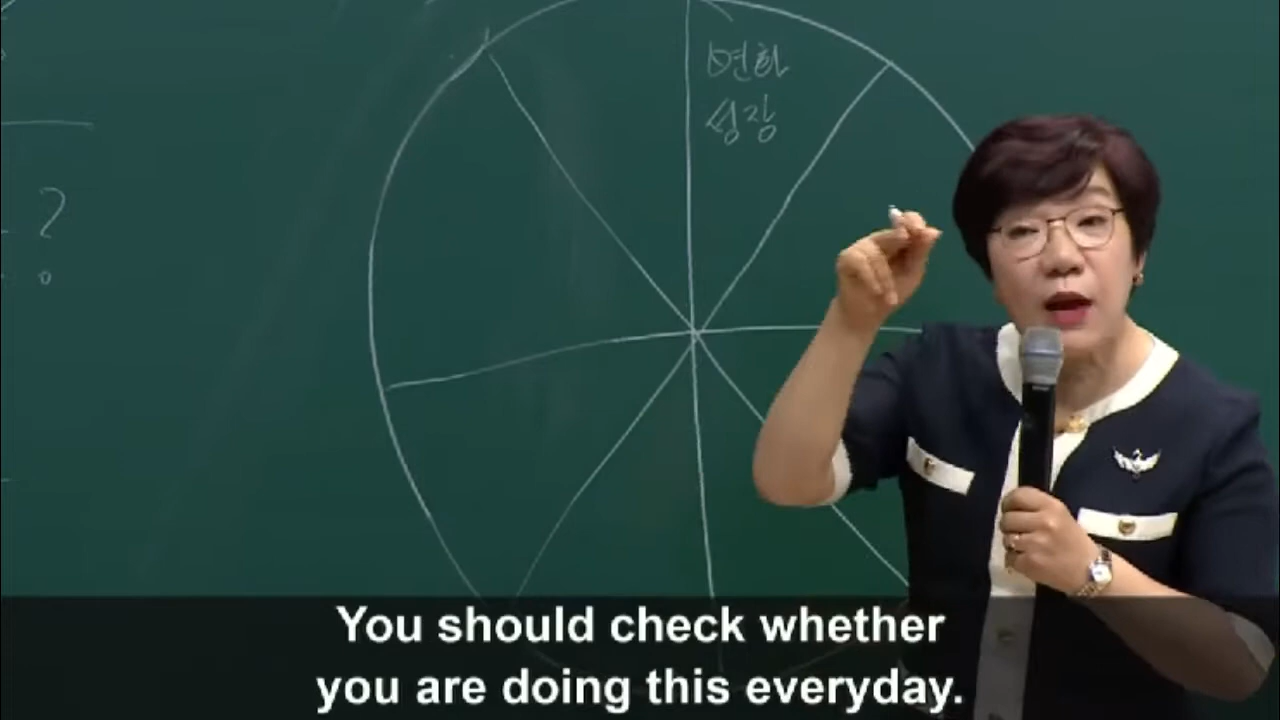 변화
성장
?
You should check whether
you are doing this everyday.